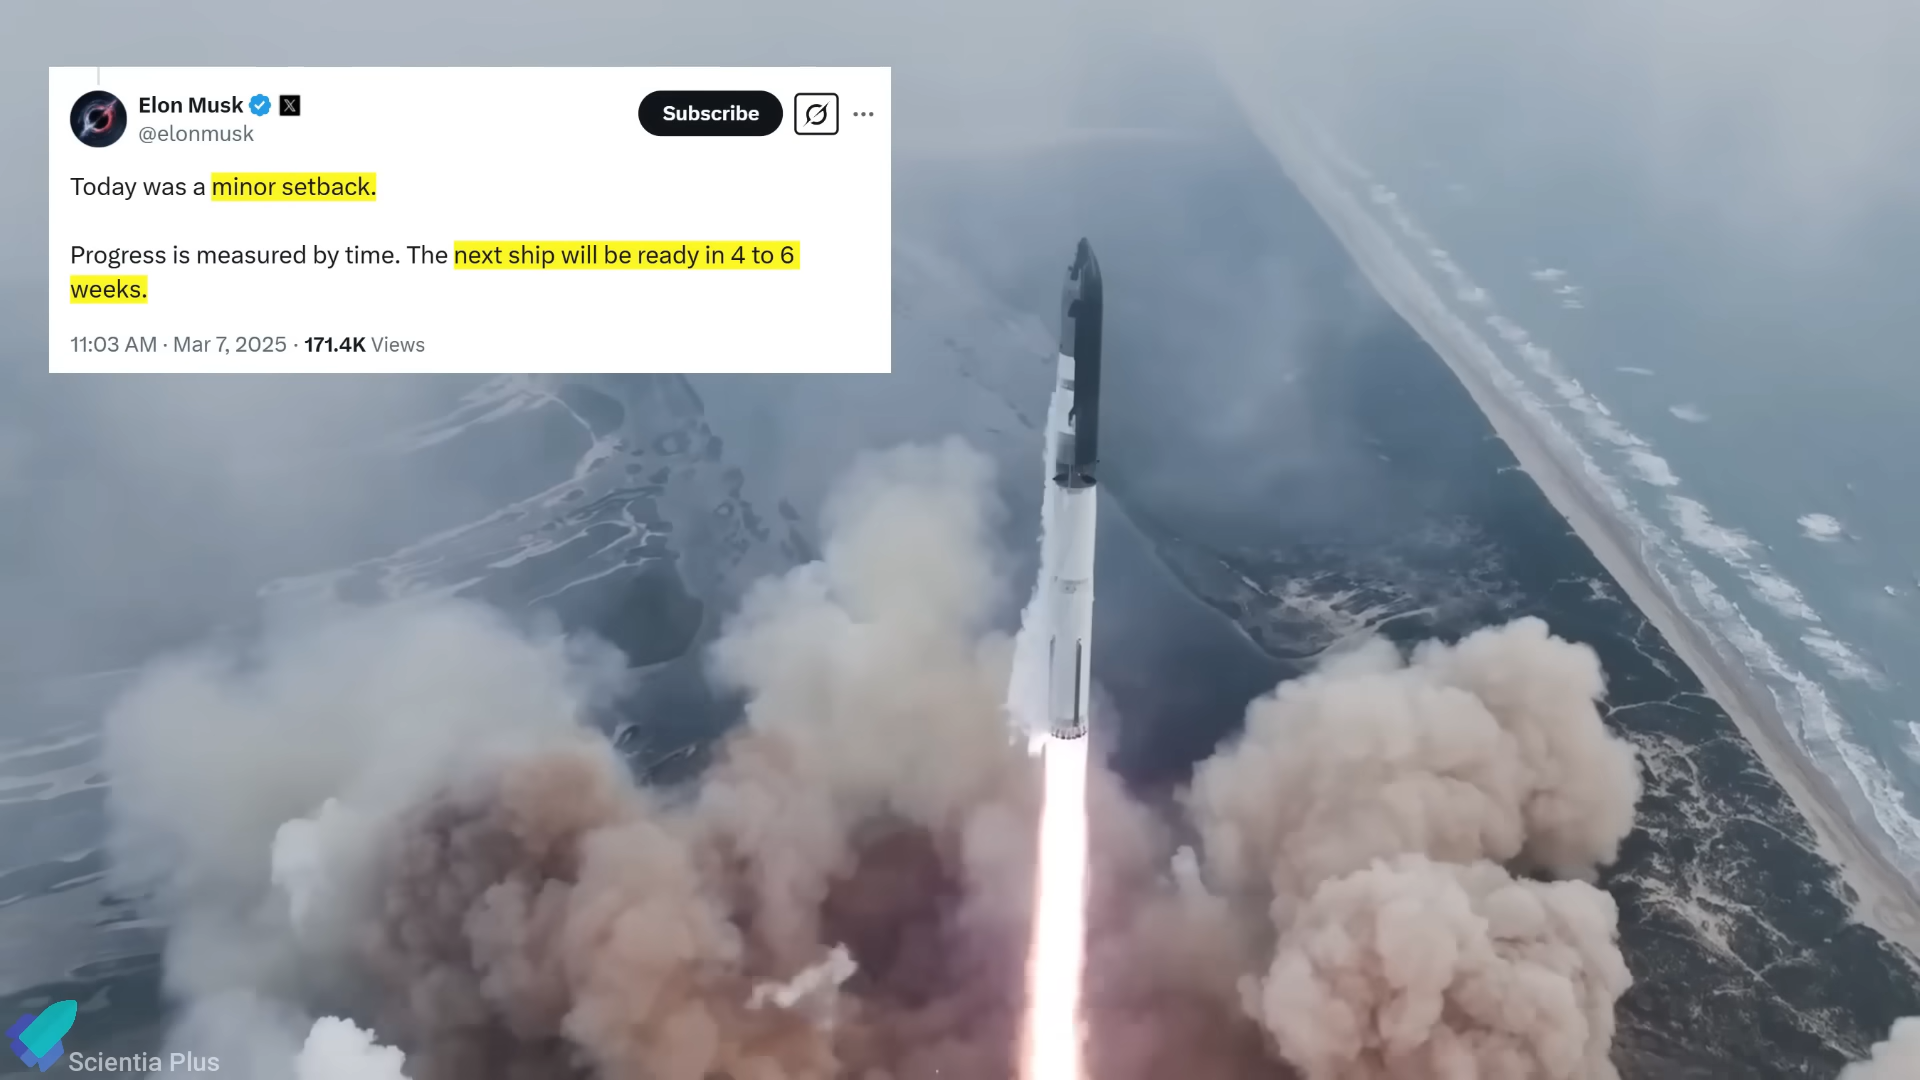 Elon Musk
@elonmusk
Subscribe
Today was a minor setback.
Progress is measured by time. The next ship will be ready in 4 to 6
weeks.
11:03 AM · Mar 7, 2025 · 171.4K Views
Scientia Plus